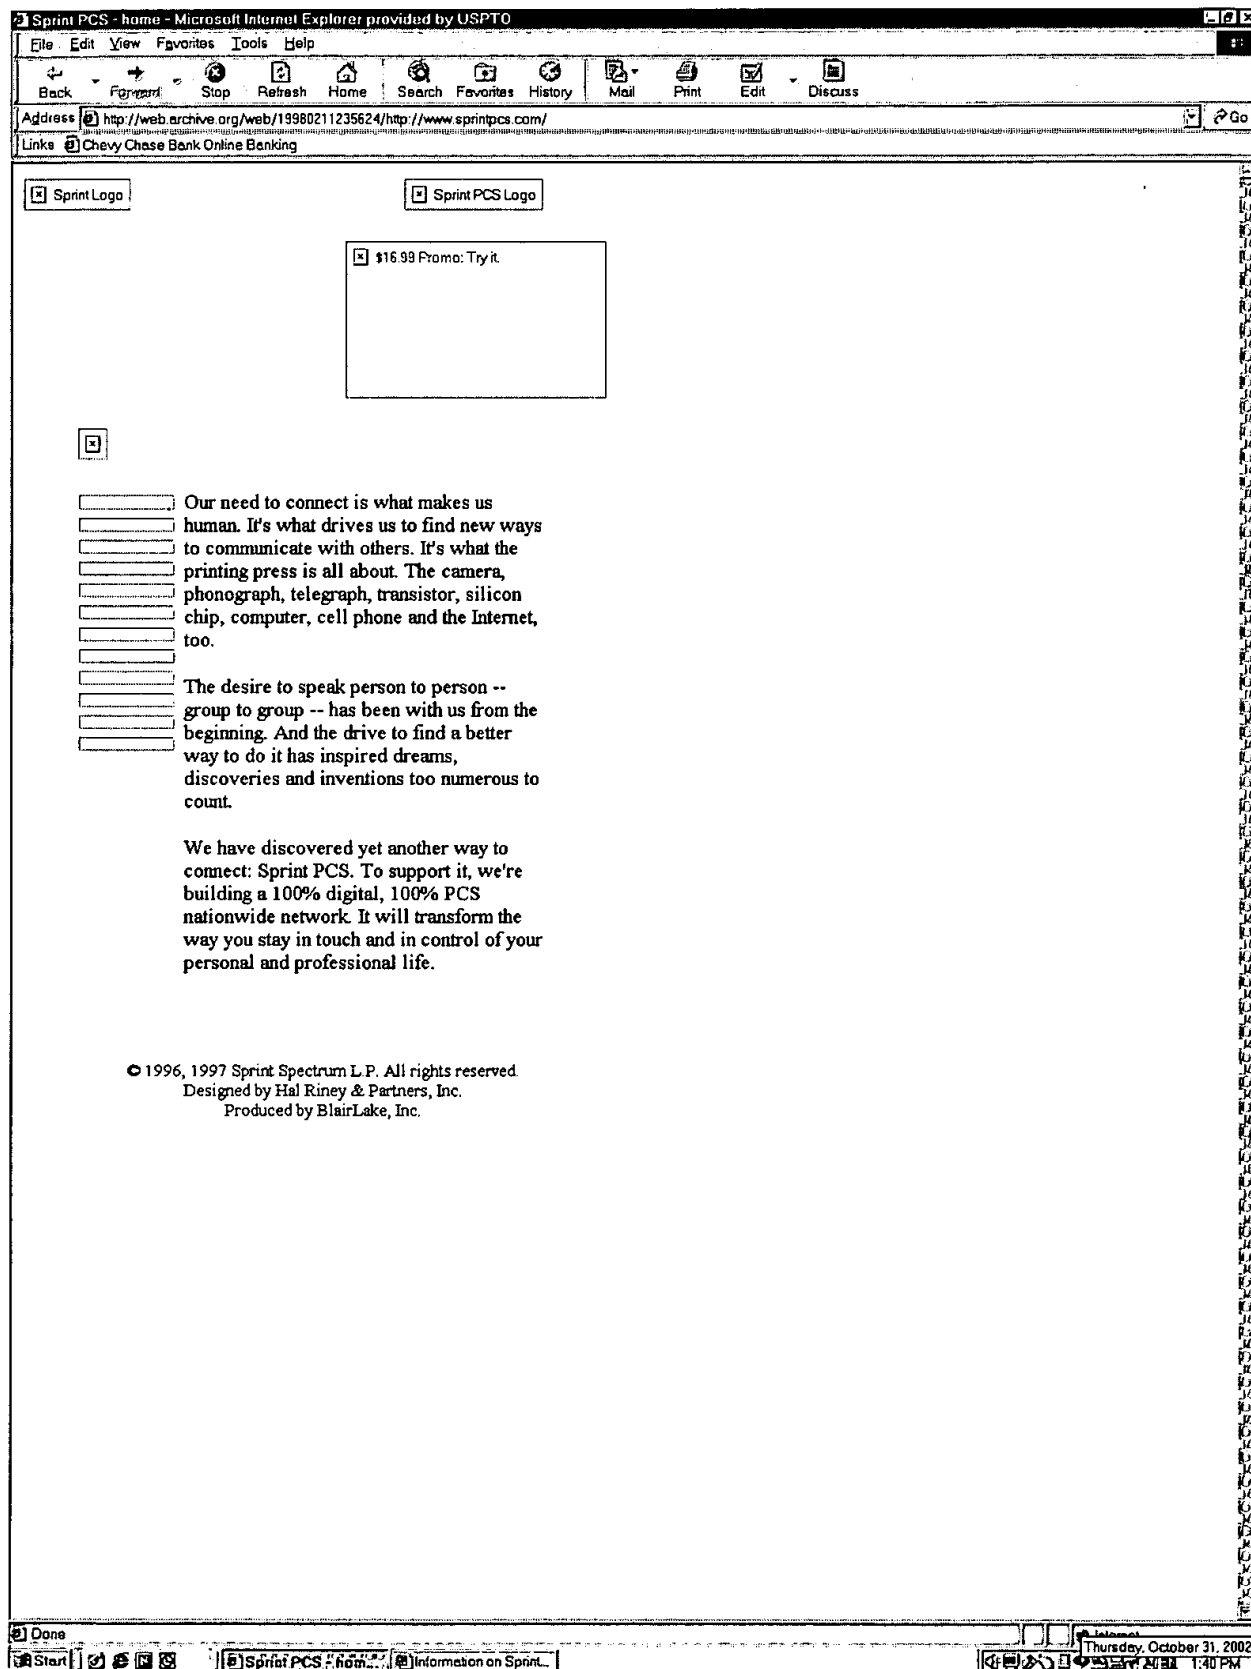 Sprint PCS - home - Microsoft Internet Explorer provided by USPTO
File Edit View Favorites Tools Help
Back Forward Stop Refresh Home Search Favorites History Mail Print Edit Discuss
Address http://web.archive.org/web/19980211235624/http://www.sprintpcs.com/ Go
Links Chevy Chase Bank Online Banking
Sprint Logo Sprint PCS Logo
$16.99 Promo: Try it.
Our need to connect is what makes us
human. It's what drives us to find new ways
to communicate with others. It's what the
printing press is all about. The camera,
phonograph, telegraph, transistor, silicon
chip, computer, cell phone and the Internet,
too.
The desire to speak person to person --
group to group -- has been with us from the
beginning. And the drive to find a better
way to do it has inspired dreams,
discoveries and inventions too numerous to
count.
We have discovered yet another way to
connect: Sprint PCS. To support it, we're
building a 100% digital, 100% PCS
nationwide network. It will transform the
way you stay in touch and in control of your
personal and professional life.
© 1996, 1997 Sprint Spectrum L.P. All rights reserved.
Designed by Hal Riney & Partners, Inc.
Produced by BlairLake, Inc.
Done Internet
Thursday, October 31, 2002
Start Sprint PCS - hom... Information on Sprint... 1:40 PM